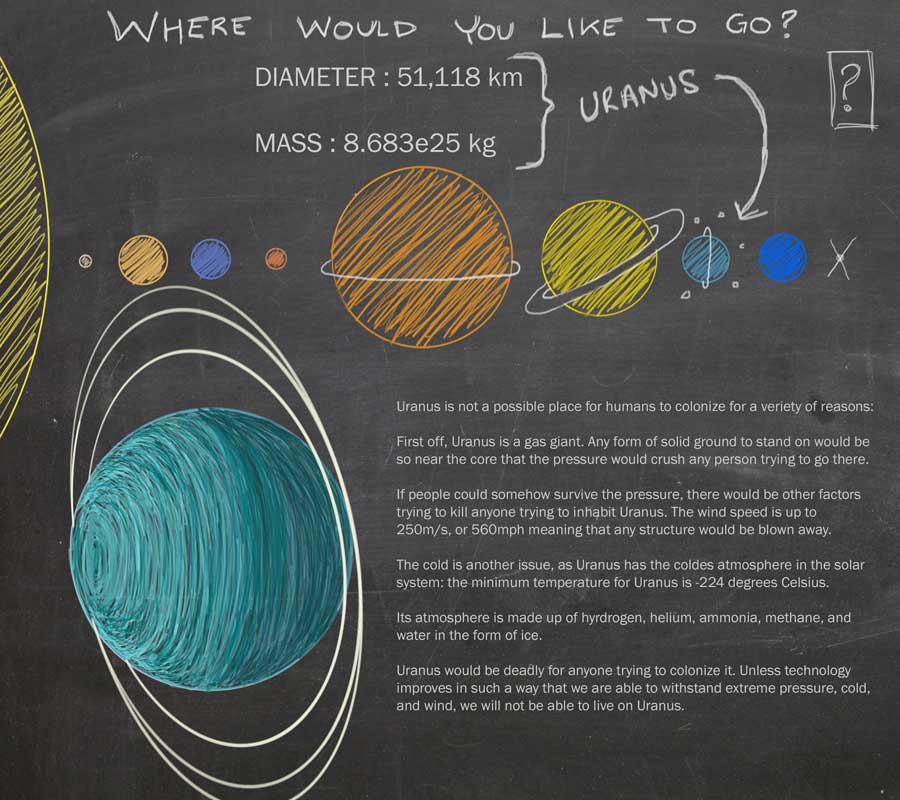 WHERE WOULD YOU LIKE TO GO?
DIAMETER : 51,118 km
URANUS
?
MASS : 8.683e25 kg
Uranus is not a possible place for humans to colonize for a veriety of reasons:
First off, Uranus is a gas giant. Any form of solid ground to stand on would be
so near the core that the pressure would crush any person trying to go there.
If people could somehow survive the pressure, there would be other factors
trying to kill anyone trying to inhabit Uranus. The wind speed is up to
250m/s, or 560mph meaning that any structure would be blown away.
The cold is another issue, as Uranus has the coldes atmosphere in the solar
system: the minimum temperature for Uranus is -224 degrees Celsius.
Its atmosphere is made up of hyrdrogen, helium, ammonia, methane, and
water in the form of ice.
Uranus would be deadly for anyone trying to colonize it. Unless technology
improves in such a way that we are able to withstand extreme pressure, cold,
and wind, we will not be able to live on Uranus.